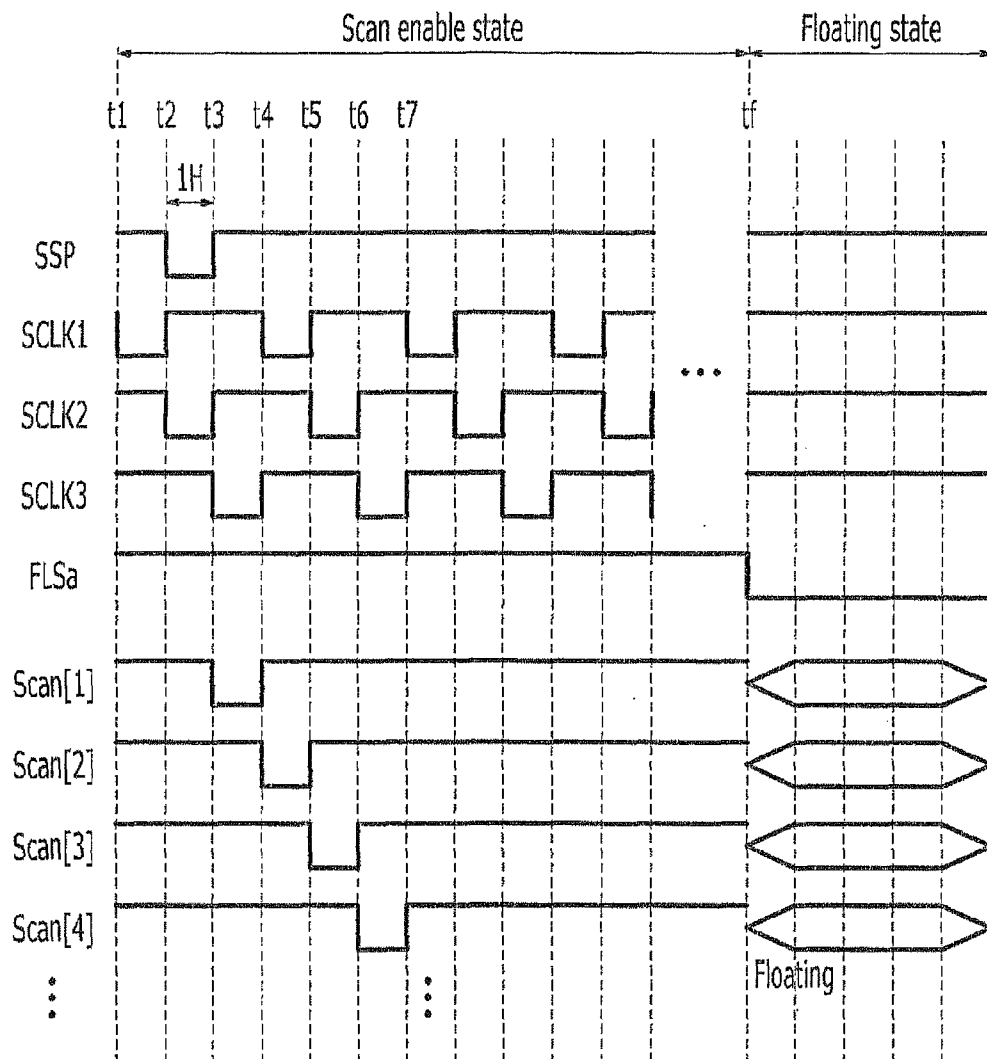 Scan enable state
Floating state
t1 t2 t3 t4 t5 t6 t7 tf
1H
SSP
SCLK1
SCLK2
SCLK3
FLSa
Scan[1]
Scan[2]
Scan[3]
Scan[4]
Floating